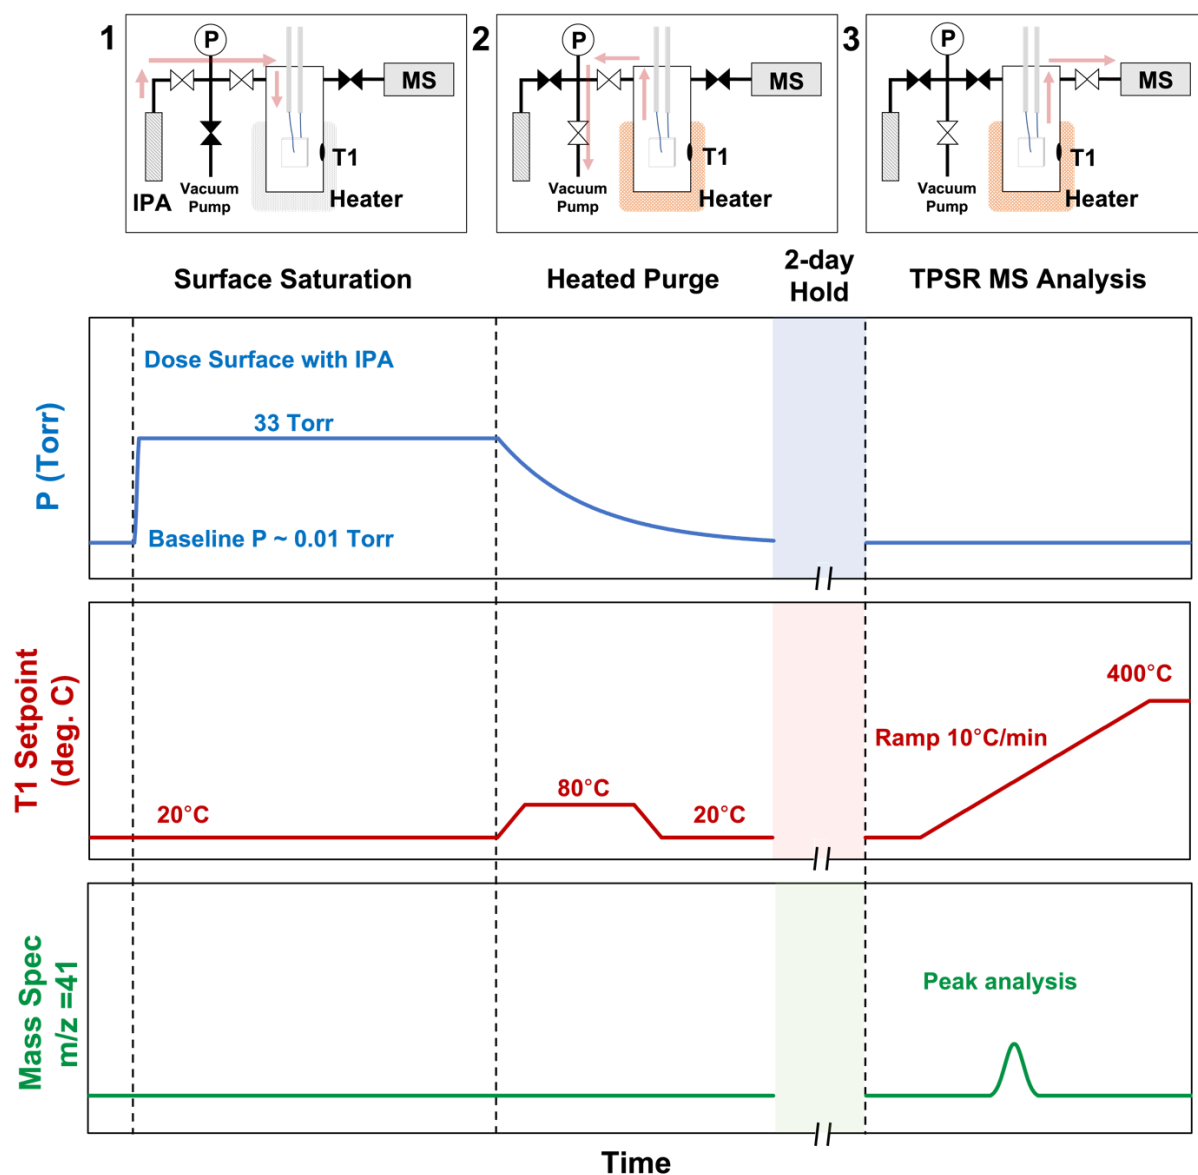 1
P
MS
T1
IPA
Vacuum
Pump
Heater
2
P
MS
T1
Vacuum
Pump
Heater
3
P
MS
T1
Vacuum
Pump
Heater
Surface Saturation
Heated Purge
2-day
Hold
TPSR MS Analysis
P (Torr)
Dose Surface with IPA
33 Torr
Baseline P ~ 0.01 Torr
T1 Setpoint
(deg. C)
20°C
80°C
20°C
Ramp 10°C/min
400°C
Mass Spec
m/z =41
Peak analysis
Time